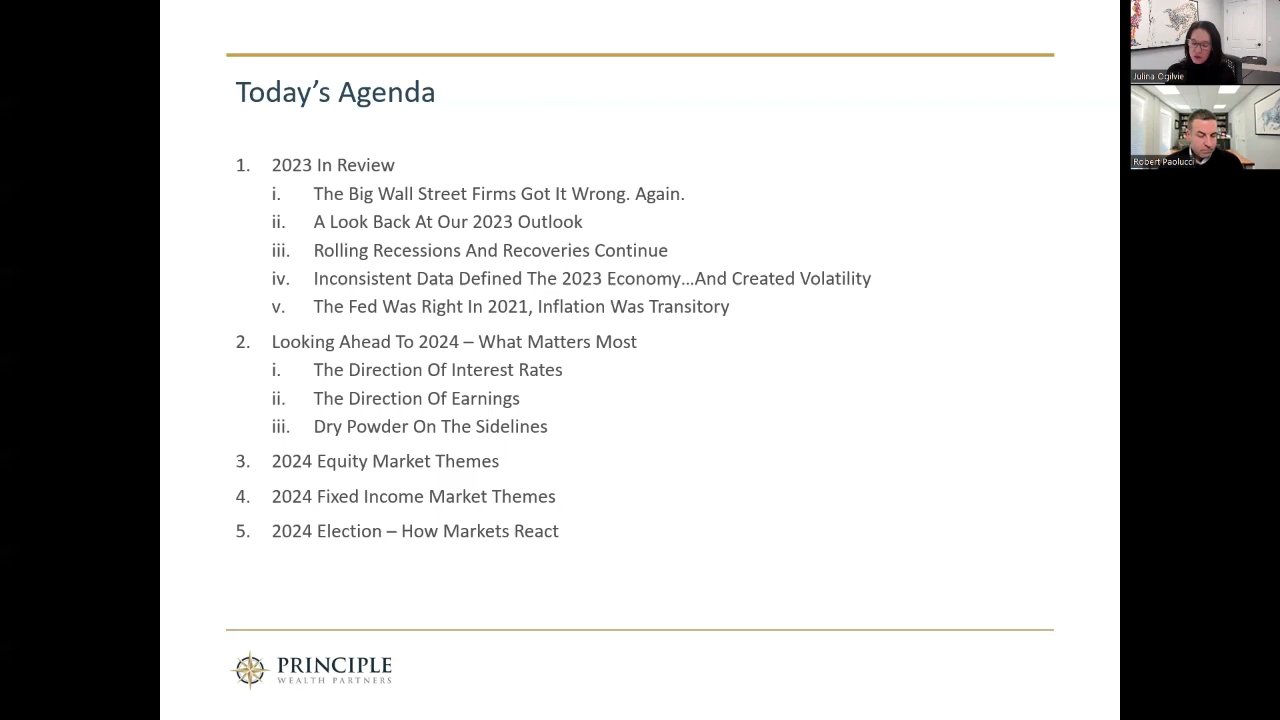 Today's Agenda
1. 2023 In Review
i. The Big Wall Street Firms Got It Wrong. Again.
ii. A Look Back At Our 2023 Outlook
iii. Rolling Recessions And Recoveries Continue
iv. Inconsistent Data Defined The 2023 Economy...And Created Volatility
v. The Fed Was Right In 2021, Inflation Was Transitory
2. Looking Ahead To 2024 – What Matters Most
i. The Direction Of Interest Rates
ii. The Direction Of Earnings
iii. Dry Powder On The Sidelines
3. 2024 Equity Market Themes
4. 2024 Fixed Income Market Themes
5. 2024 Election – How Markets React
PRINCIPLE
WEALTH PARTNERS
Julina Ogilvie
Robert Paolucci